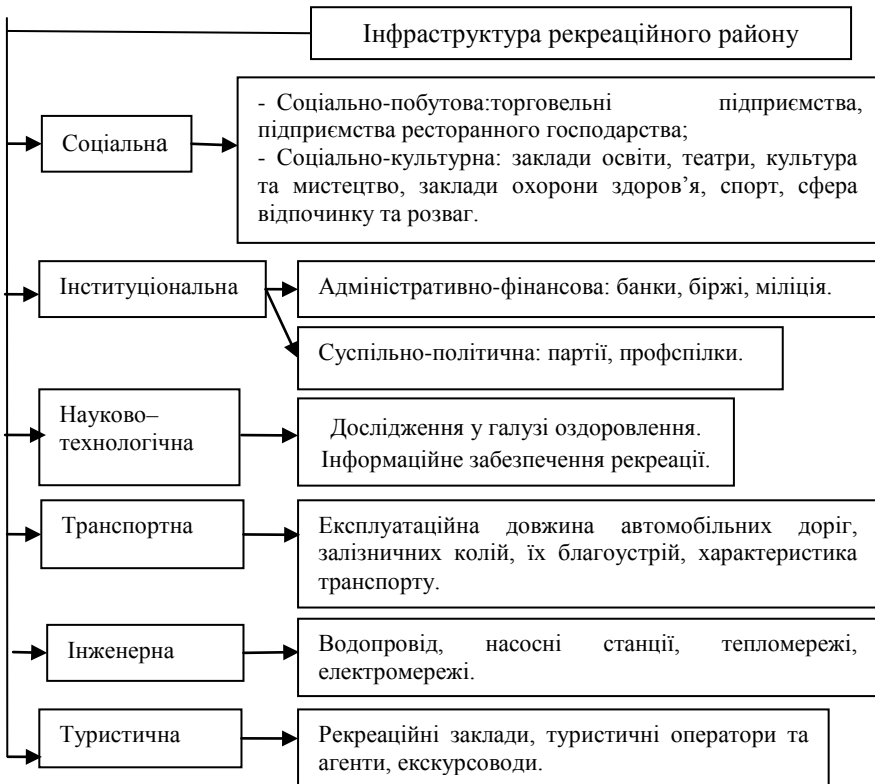 Інфраструктура рекреаційного району
Соціальна
- Соціально-побутова:торговельні підприємства,
підприємства ресторанного господарства;
- Соціально-культурна: заклади освіти, театри, культура
та мистецтво, заклади охорони здоров’я, спорт, сфера
відпочинку та розваг.
Інституціональна
Адміністративно-фінансова: банки, біржі, міліція.
Суспільно-політична: партії, профспілки.
Науково–
технологічна
Дослідження у галузі оздоровлення.
Інформаційне забезпечення рекреації.
Транспортна
Експлуатаційна довжина автомобільних доріг,
залізничних колій, їх благоустрій, характеристика
транспорту.
Інженерна
Водопровід, насосні станції, тепломережі,
електромережі.
Туристична
Рекреаційні заклади, туристичні оператори та
агенти, екскурсоводи.